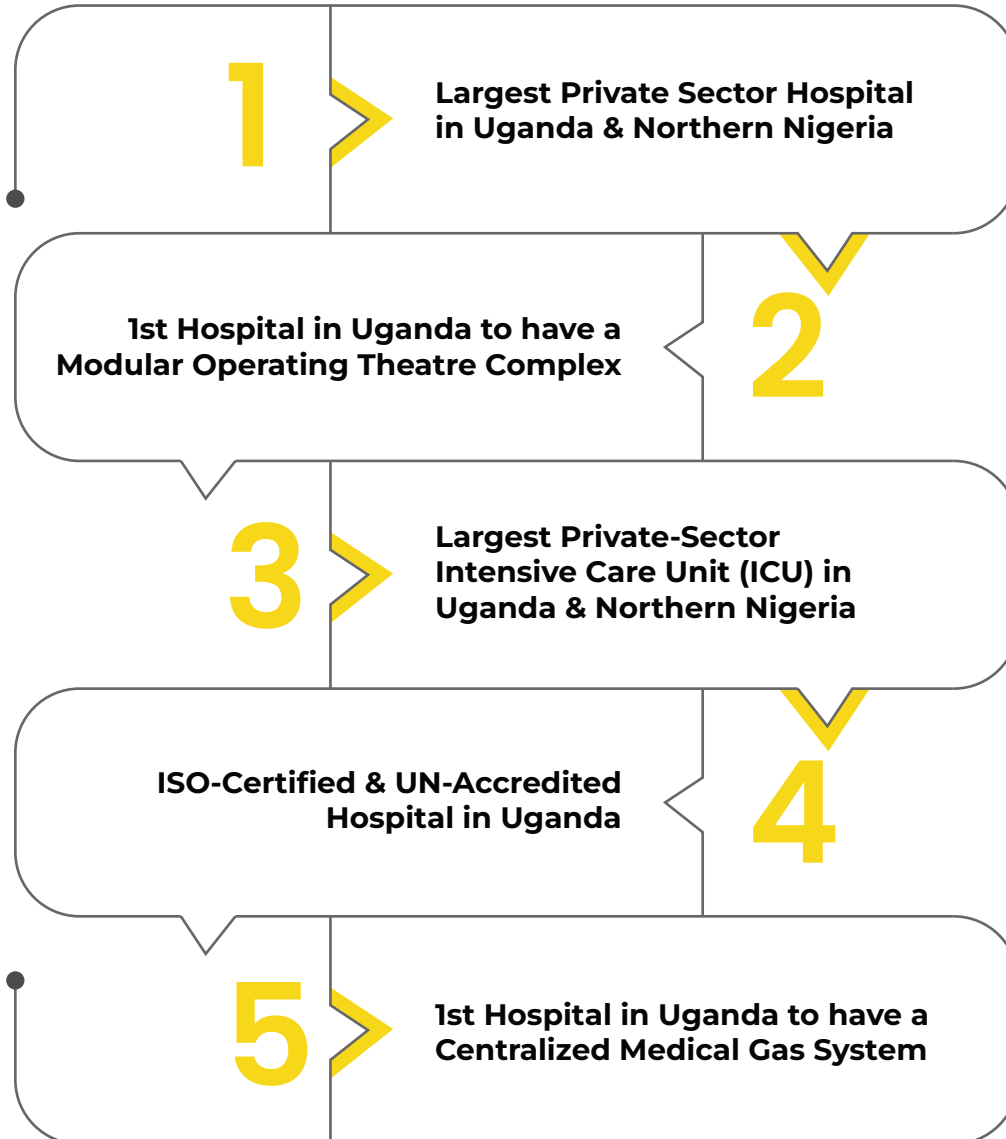 1
Largest Private Sector Hospital
in Uganda & Northern Nigeria
2
1st Hospital in Uganda to have a
Modular Operating Theatre Complex
3
Largest Private-Sector
Intensive Care Unit (ICU) in
Uganda & Northern Nigeria
4
ISO-Certified & UN-Accredited
Hospital in Uganda
5
1st Hospital in Uganda to have a
Centralized Medical Gas System